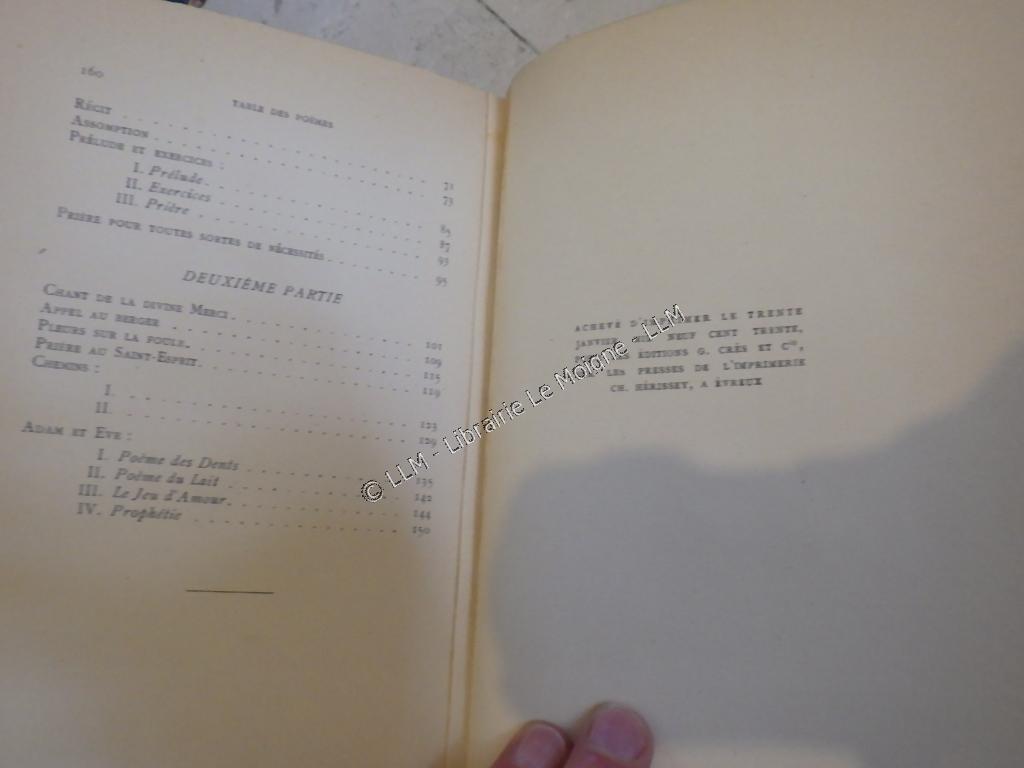 160
TABLE DES POÈMES
RÉCIT . . . . . . . . . . 71
ASSOMPTION . . . . . . . . . . 73
PRÉLUDE ET EXERCICES :
I. Prélude. . . . . . . . . . 85
II. Exercices . . . . . . . . . . 87
III. Prière . . . . . . . . . . 93
PRIÈRE POUR TOUTES SORTES DE NÉCESSITÉS. . . . . . 95
DEUXIÈME PARTIE
CHANT DE LA DIVINE MERCI. . . . . . . . . . 101
APPEL AU BERGER . . . . . . . . . . 109
PLEURS SUR LA FOULE. . . . . . . . . . 115
PRIÈRE AU SAINT-ESPRIT. . . . . . . . . . 119
CHEMINS :
I. . . . . . . . . . . 123
II. . . . . . . . . . . 129
ADAM ET EVE :
I. Poème des Dents . . . . . . . . . . 135
II. Poème du Lait . . . . . . . . . . 142
III. Le Jeu d'Amour. . . . . . . . . . 144
IV. Prophétie . . . . . . . . . . 150
ACHEVÉ D'IMPRIMER LE TRENTE
JANVIER MIL NEUF CENT TRENTE,
ÉDITIONS G. CRÈS ET Cie,
LES PRESSES DE L'IMPRIMERIE
CH. HÉRISSEY, A ÉVREUX
© LLM - Librairie Le Moigne - LLM